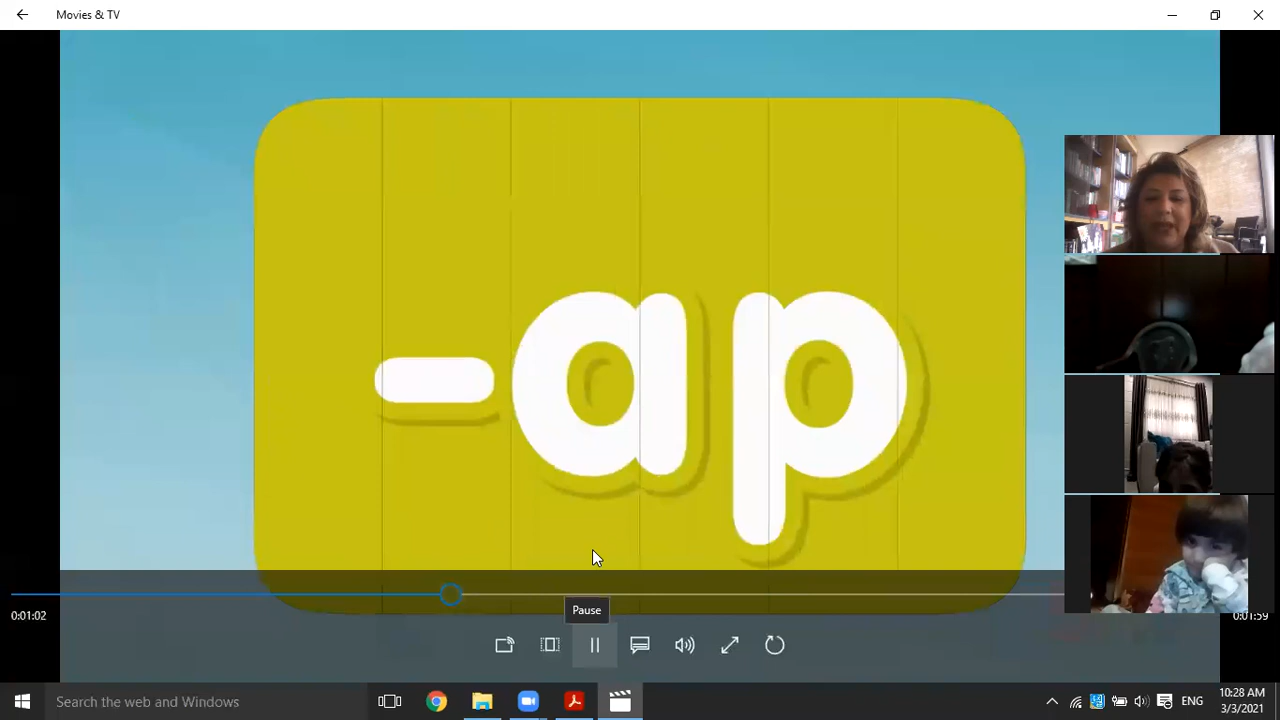 Movies & TV
-ap
0:01:02
Pause
0:01:59
Search the web and Windows
ENG
10:28 AM
3/3/2021